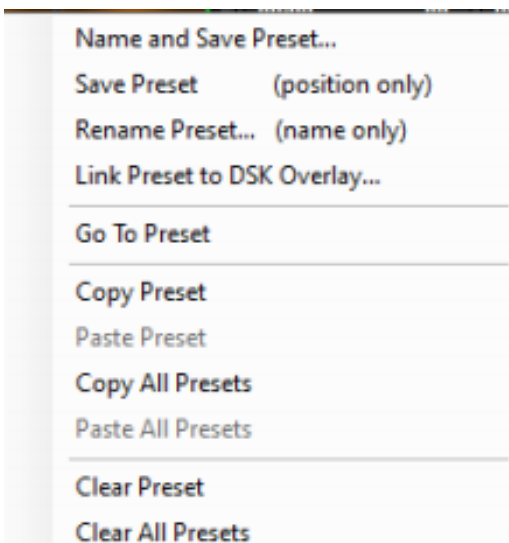 Name and Save Preset...
Save Preset (position only)
Rename Preset... (name only)
Link Preset to DSK Overlay...
Go To Preset
Copy Preset
Paste Preset
Copy All Presets
Paste All Presets
Clear Preset
Clear All Presets